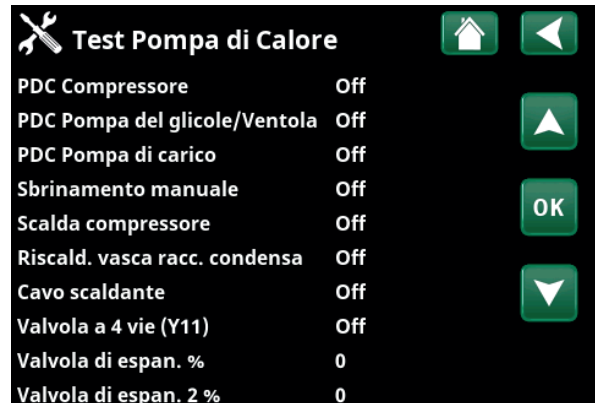 Test Pompa di Calore
PDC Compressore Off
PDC Pompa del glicole/Ventola Off
PDC Pompa di carico Off
Sbrinamento manuale Off
Scalda compressore Off
Riscald. vasca racc. condensa Off
Cavo scaldante Off
Valvola a 4 vie (Y11) Off
Valvola di espan. % 0
Valvola di espan. 2 % 0
OK